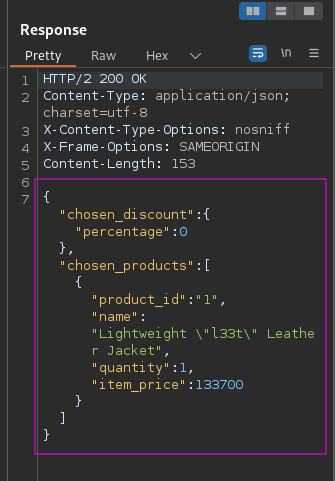 Response
Pretty Raw Hex \n
1 HTTP/2 200 OK
2 Content-Type: application/json;
charset=utf-8
3 X-Content-Type-Options: nosniff
4 X-Frame-Options: SAMEORIGIN
5 Content-Length: 153
6
7 {
"chosen_discount":{
"percentage":0
},
"chosen_products":[
{
"product_id":"1",
"name":
"Lightweight \"l33t\" Leathe
r Jacket",
"quantity":1,
"item_price":133700
}
]
}